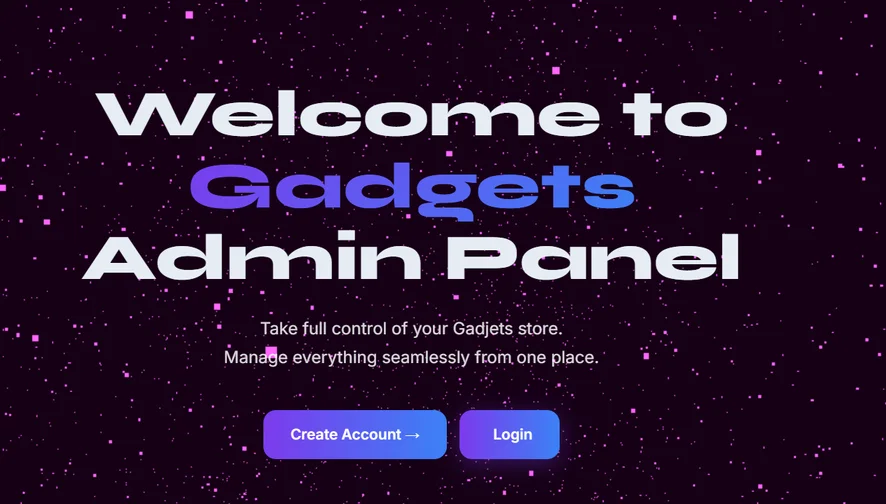 Welcome to
Gadgets
Admin Panel
Take full control of your Gadjets store.
Manage everything seamlessly from one place.
Create Account →
Login